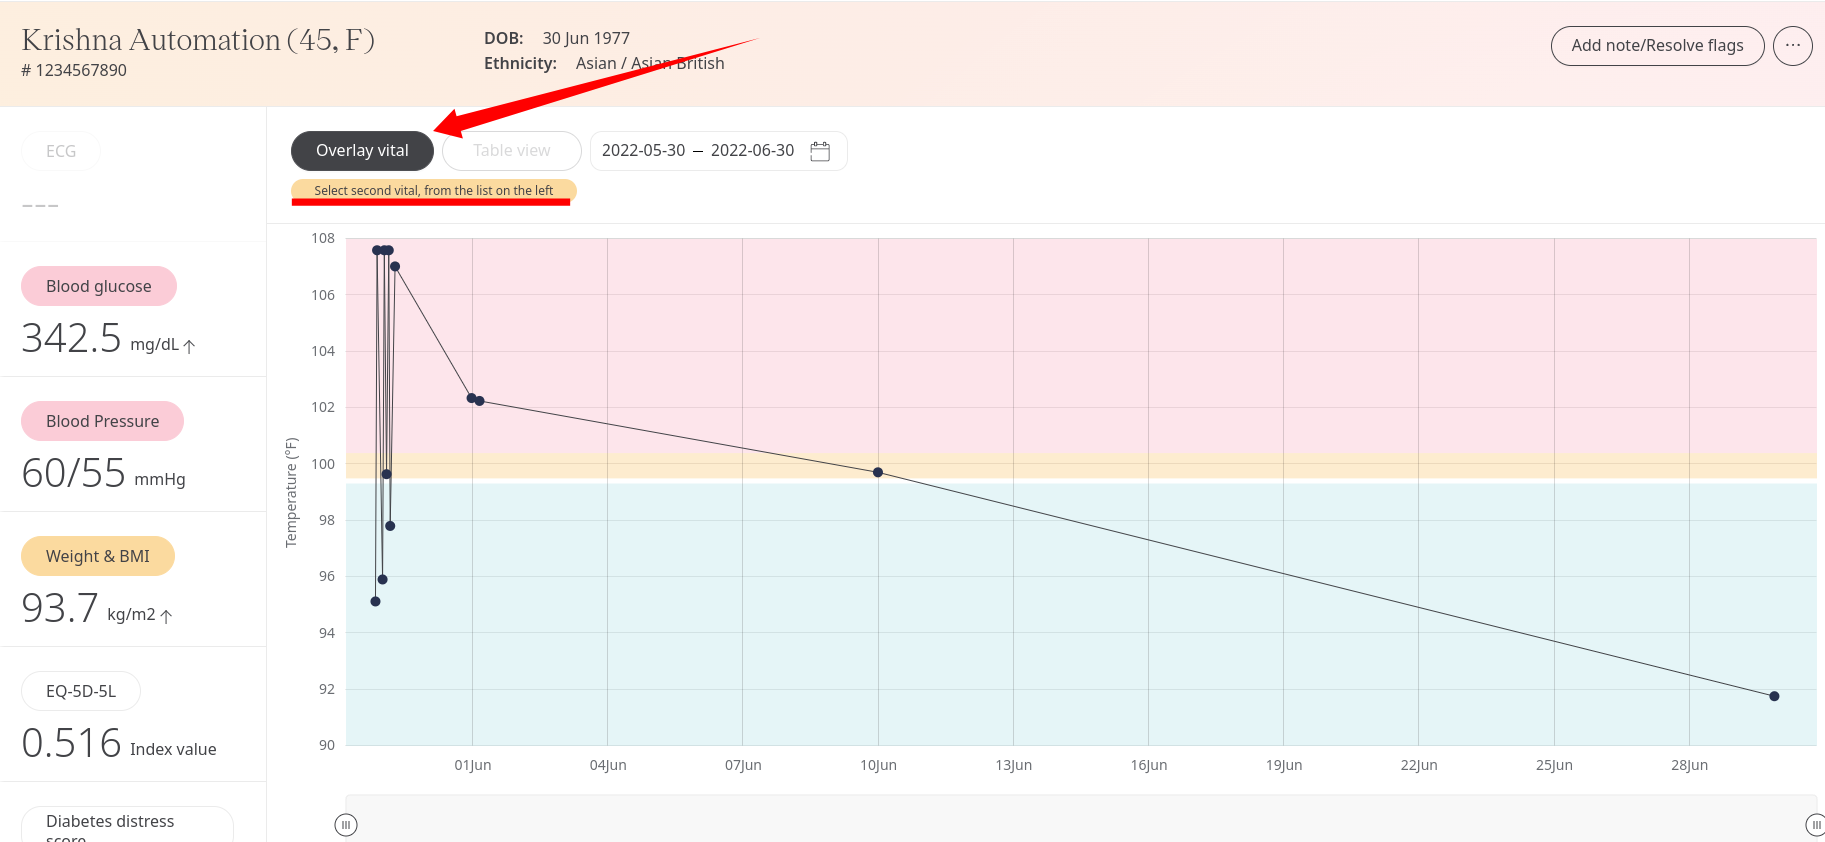 Krishna Automation (45, F)
# 1234567890
DOB: 30 Jun 1977
Ethnicity: Asian / Asian British
Add note/Resolve flags
...
ECG
---
Blood glucose
342.5 mg/dL ↑
Blood Pressure
60/55 mmHg
Weight & BMI
93.7 kg/m2 ↑
EQ-5D-5L
0.516 Index value
Diabetes distress
score
Overlay vital
Table view
2022-05-30 – 2022-06-30
Select second vital, from the list on the left
Temperature (°F)
108
106
104
102
100
98
96
94
92
90
01Jun 04Jun 07Jun 10Jun 13Jun 16Jun 19Jun 22Jun 25Jun 28Jun